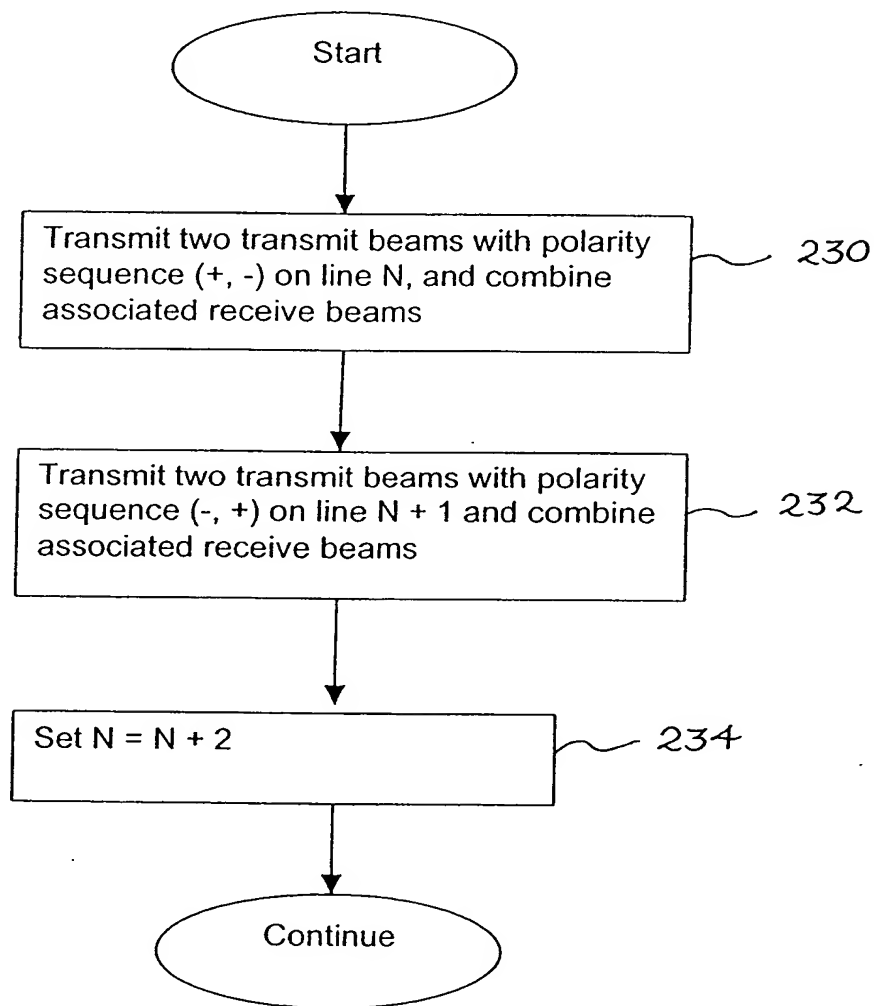 Start
Transmit two transmit beams with polarity
sequence (+, -) on line N, and combine
associated receive beams
230
Transmit two transmit beams with polarity
sequence (-, +) on line N + 1 and combine
associated receive beams
232
Set N = N + 2
234
Continue